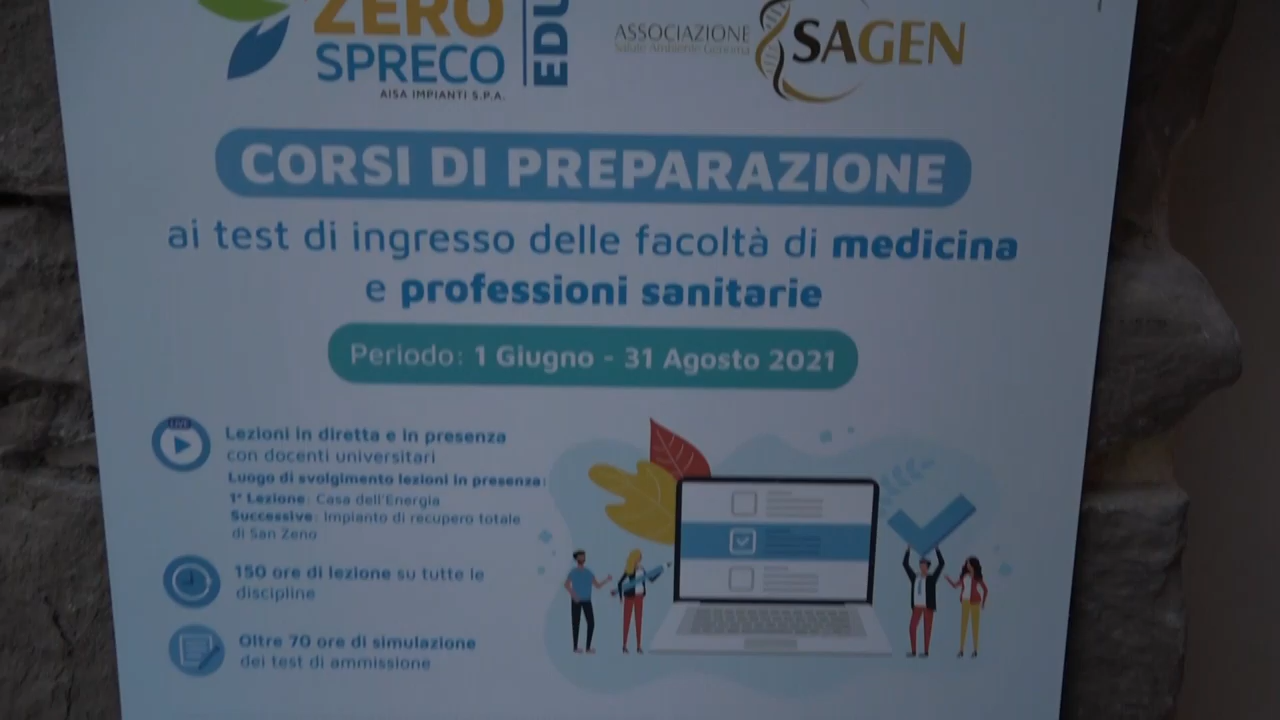 ZERO
SPRECO
AISA IMPIANTI S.P.A.
EDU
ASSOCIAZIONE
Salute Ambiente Genoma
SAGEN
CORSI DI PREPARAZIONE
ai test di ingresso delle facoltà di medicina
e professioni sanitarie
Periodo: 1 Giugno - 31 Agosto 2021
LIVE
Lezioni in diretta e in presenza
con docenti universitari
Luogo di svolgimento lezioni in presenza:
1ª Lezione: Casa dell'Energia
Successive: Impianto di recupero totale
di San Zeno
150 ore di lezione su tutte le
discipline
Oltre 70 ore di simulazione
dei test di ammissione